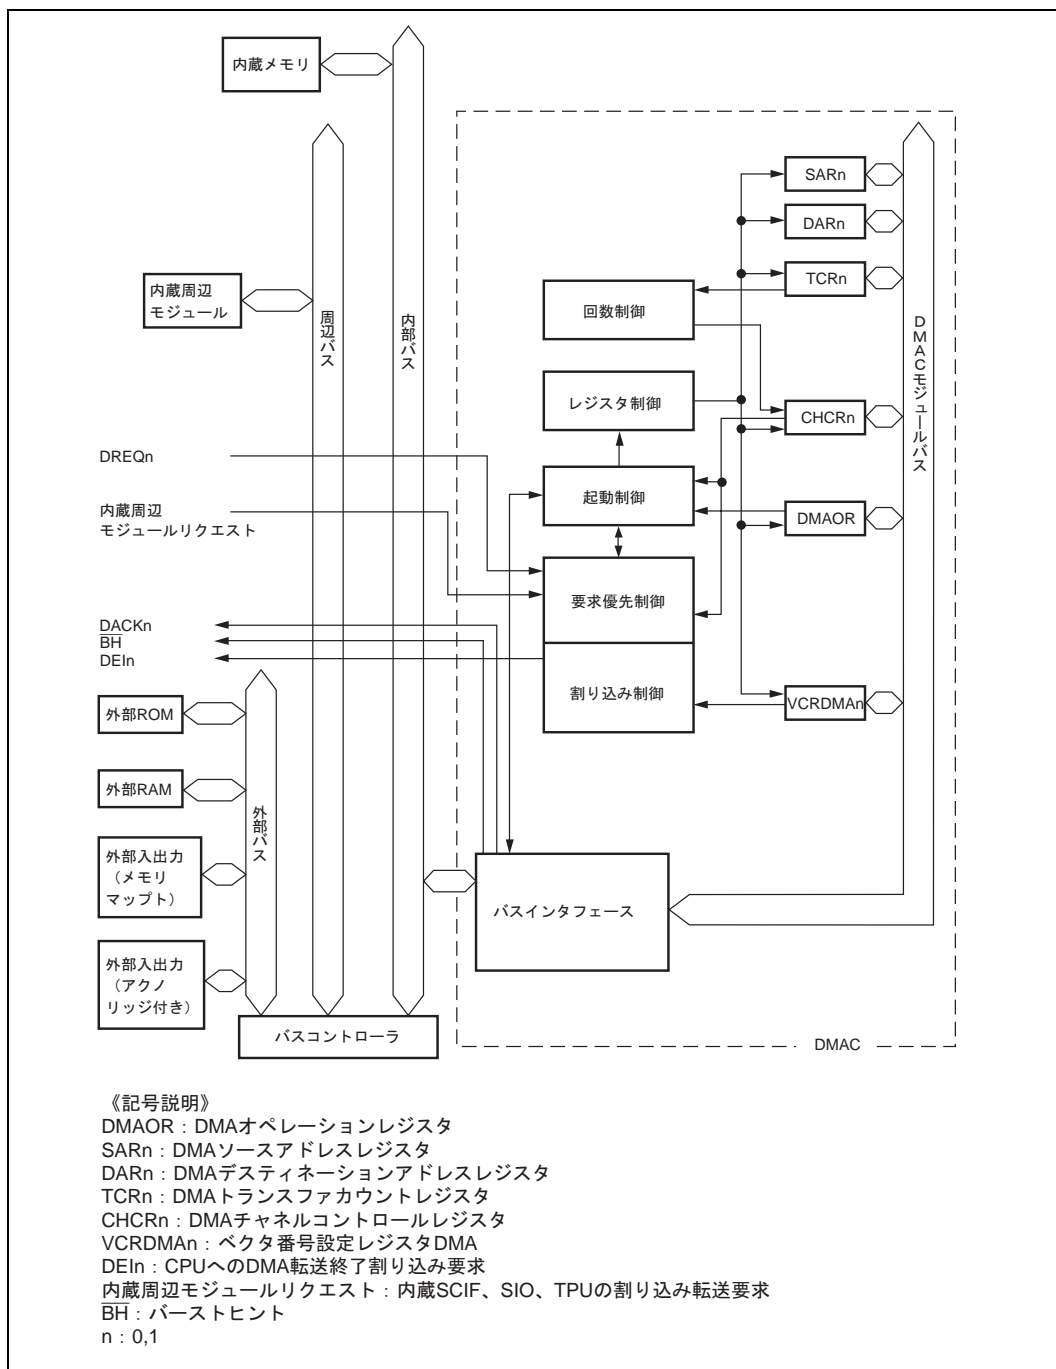 内蔵メモリ
内蔵周辺
モジュール
周辺バス
内部バス
SARn
DARn
TCRn
回数制御
レジスタ制御
CHCRn
DMACモジュールバス
DREQn
起動制御
内蔵周辺
モジュールリクエスト
DMAOR
要求優先制御
DACKn
BH
DEIn
割り込み制御
VCRDMAn
外部ROM
外部RAM
外部バス
外部入出力
（メモリ
マップト）
バスインタフェース
外部入出力
（アクノ
リッジ付き）
バスコントローラ
DMAC
《記号説明》
DMAOR：DMAオペレーションレジスタ
SARn：DMAソースアドレスレジスタ
DARn：DMAデスティネーションアドレスレジスタ
TCRn：DMAトランスファカウントレジスタ
CHCRn：DMAチャネルコントロールレジスタ
VCRDMAn：ベクタ番号設定レジスタDMA
DEIn：CPUへのDMA転送終了割り込み要求
内蔵周辺モジュールリクエスト：内蔵SCIF、SIO、TPUの割り込み転送要求
BH：バーストヒント
n：0,1